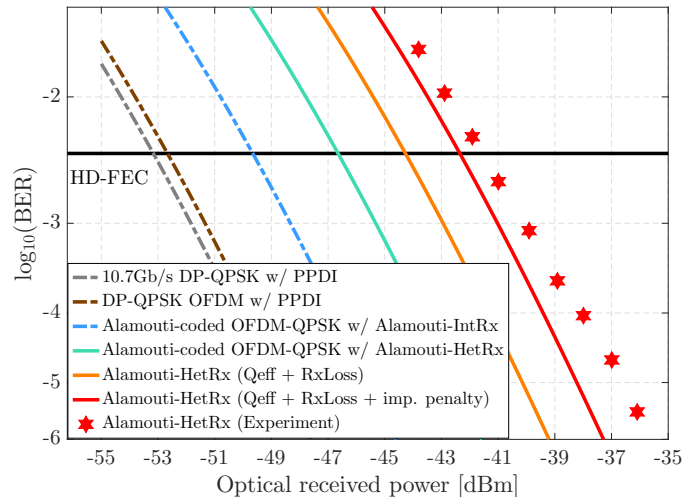 -2
-3
-4
-5
-6
log10(BER)
HD-FEC
10.7Gb/s DP-QPSK w/ PPDI
DP-QPSK OFDM w/ PPDI
Alamouti-coded OFDM-QPSK w/ Alamouti-IntRx
Alamouti-coded OFDM-QPSK w/ Alamouti-HetRx
Alamouti-HetRx (Qeff + RxLoss)
Alamouti-HetRx (Qeff + RxLoss + imp. penalty)
Alamouti-HetRx (Experiment)
-55 -53 -51 -49 -47 -45 -43 -41 -39 -37 -35
Optical received power [dBm]